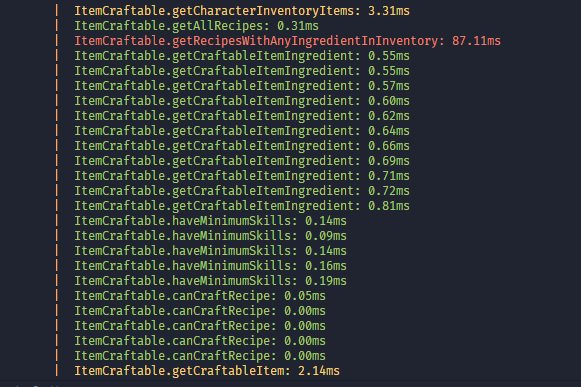 | ItemCraftable.getCharacterInventoryItems: 3.31ms
| ItemCraftable.getAllRecipes: 0.31ms
| ItemCraftable.getRecipesWithAnyIngredientInInventory: 87.11ms
| ItemCraftable.getCraftableItemIngredient: 0.55ms
| ItemCraftable.getCraftableItemIngredient: 0.55ms
| ItemCraftable.getCraftableItemIngredient: 0.57ms
| ItemCraftable.getCraftableItemIngredient: 0.60ms
| ItemCraftable.getCraftableItemIngredient: 0.62ms
| ItemCraftable.getCraftableItemIngredient: 0.64ms
| ItemCraftable.getCraftableItemIngredient: 0.66ms
| ItemCraftable.getCraftableItemIngredient: 0.69ms
| ItemCraftable.getCraftableItemIngredient: 0.71ms
| ItemCraftable.getCraftableItemIngredient: 0.72ms
| ItemCraftable.getCraftableItemIngredient: 0.81ms
| ItemCraftable.haveMinimumSkills: 0.14ms
| ItemCraftable.haveMinimumSkills: 0.09ms
| ItemCraftable.haveMinimumSkills: 0.14ms
| ItemCraftable.haveMinimumSkills: 0.16ms
| ItemCraftable.haveMinimumSkills: 0.19ms
| ItemCraftable.canCraftRecipe: 0.05ms
| ItemCraftable.canCraftRecipe: 0.00ms
| ItemCraftable.canCraftRecipe: 0.00ms
| ItemCraftable.canCraftRecipe: 0.00ms
| ItemCraftable.canCraftRecipe: 0.00ms
| ItemCraftable.getCraftableItem: 2.14ms